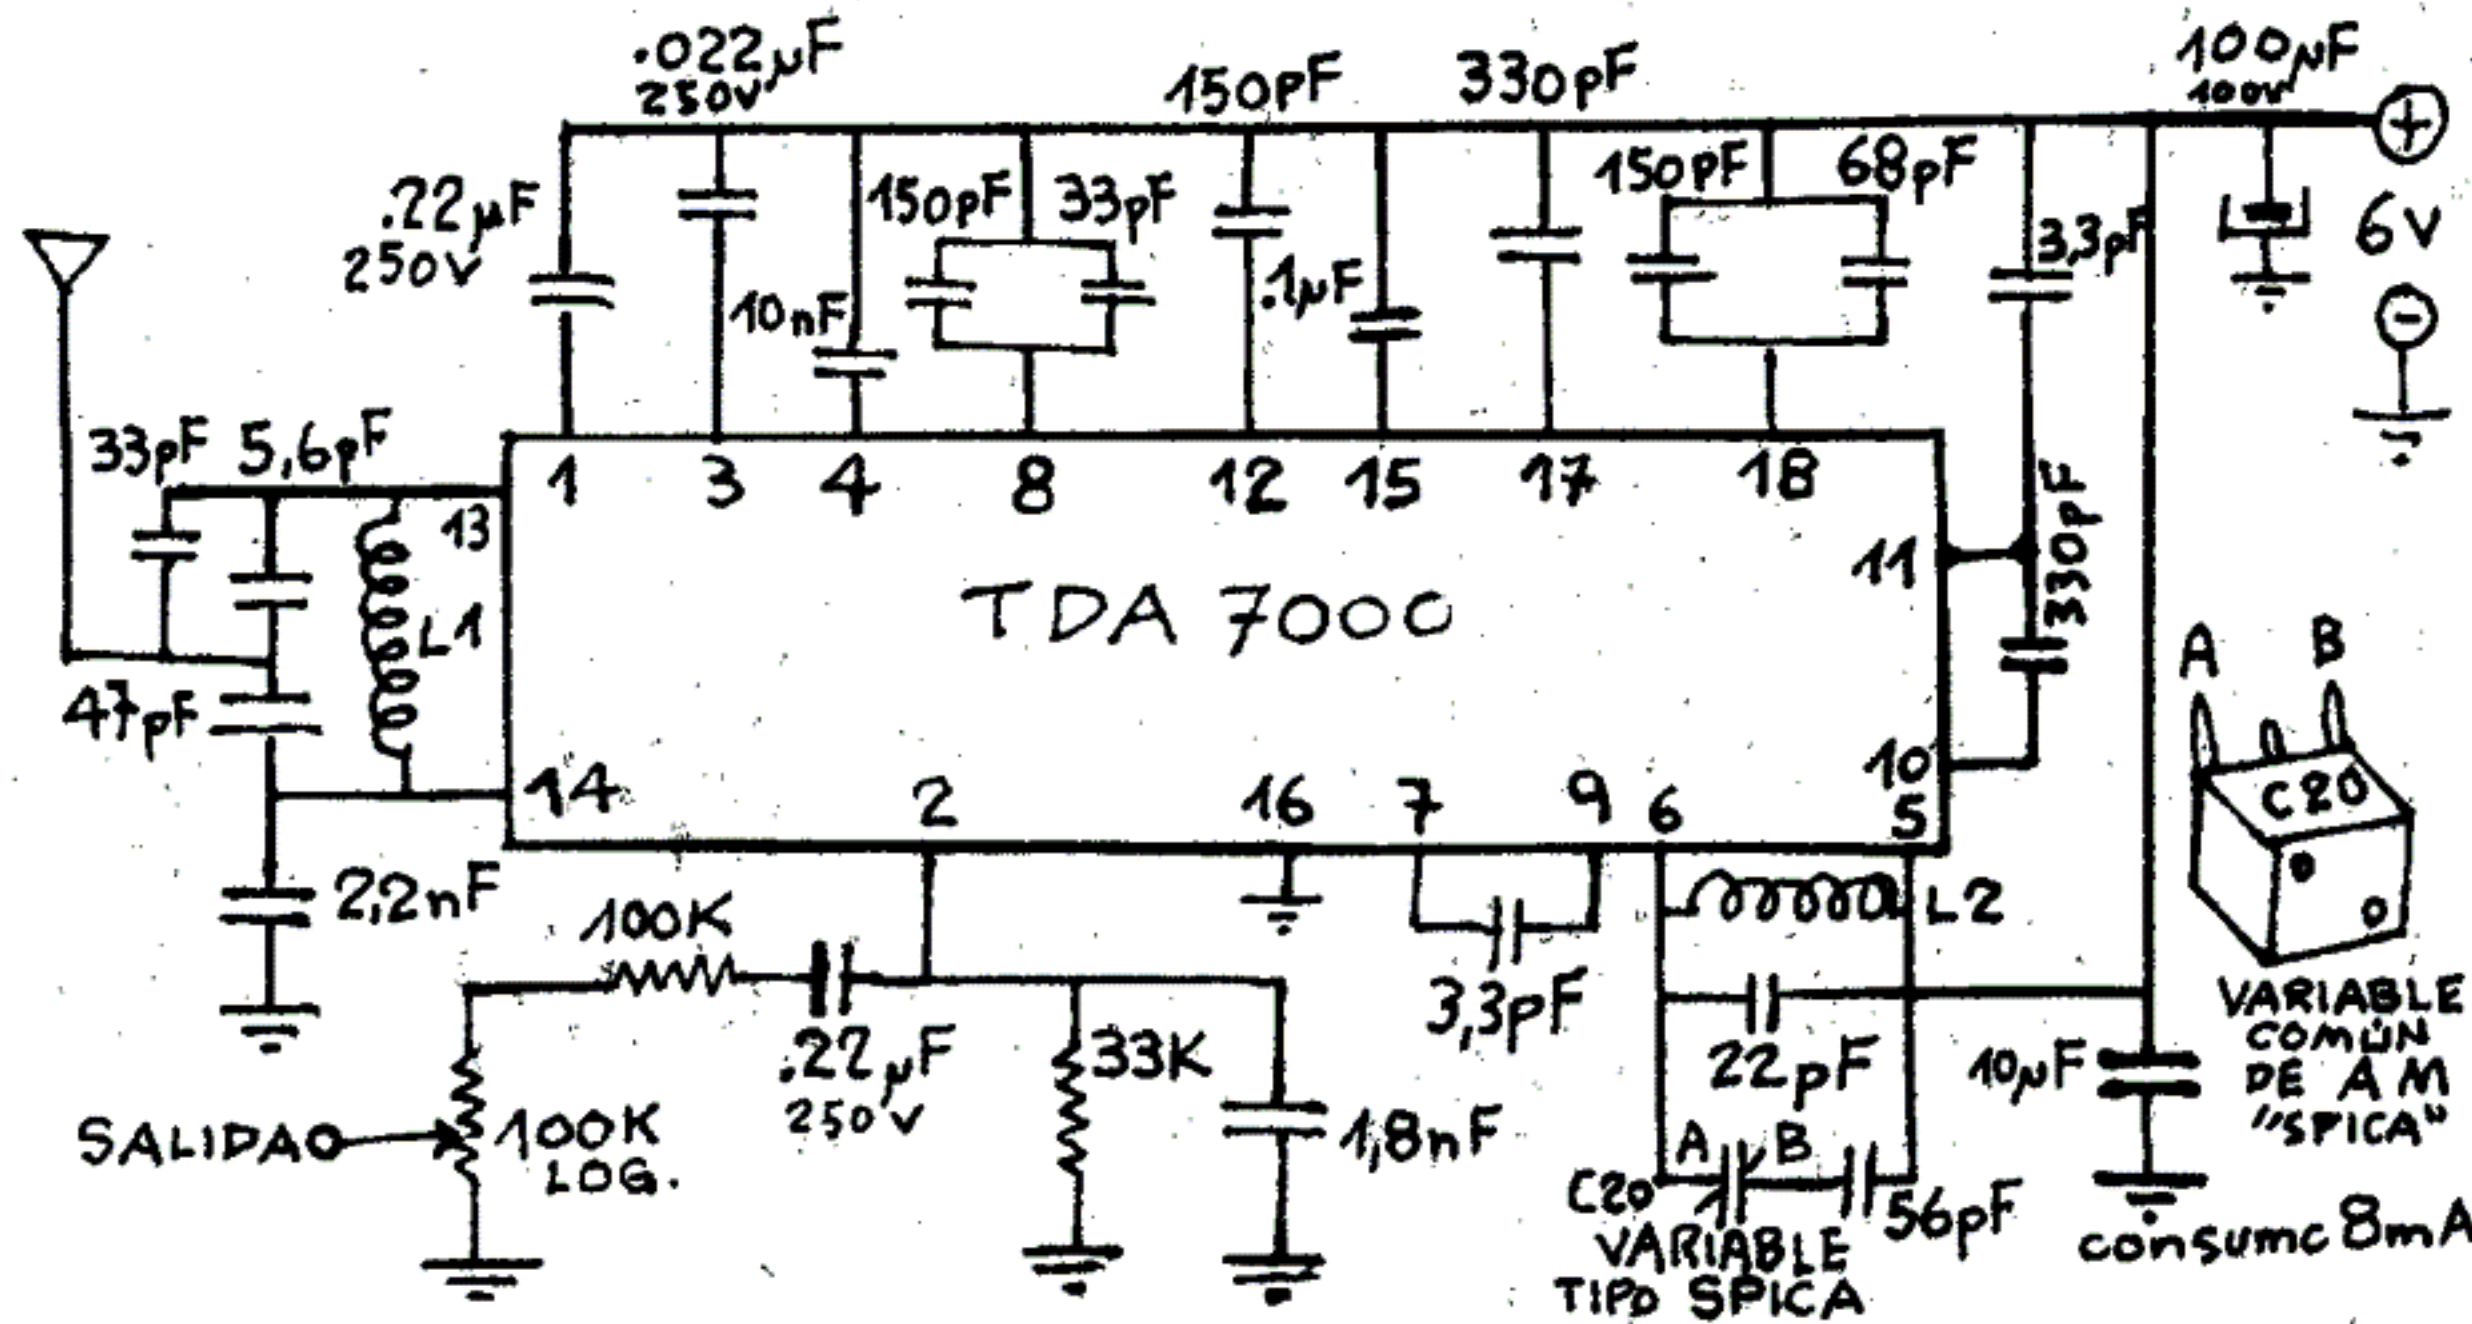 .022µF
250V
150pF
330pF
100µF
100V
+
.22µF
250V
150pF
33pF
150pF
68pF
3,3pF
6V
10nF
.1µF
-
33pF
5,6pF
1
3
4
8
12
15
17
18
13
11
330pF
TDA 7000
L1
A
B
47pF
14
2
16
7
9
6
10
5
C20
2,2nF
100K
L2
3,3pF
VARIABLE
COMÚN
DE AM
"SPICA"
.22µF
250V
33K
22pF
10µF
SALIDA
100K
LOG.
1,8nF
A
B
C20
56pF
VARIABLE
TIPO SPICA
consumo 8mA